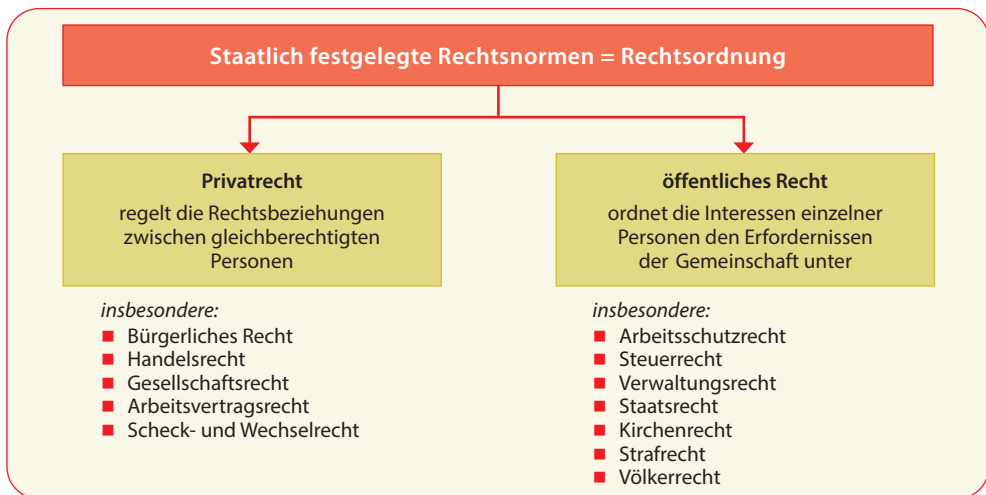 Staatlich festgelegte Rechtsnormen = Rechtsordnung
Privatrecht
regelt die Rechtsbeziehungen
zwischen gleichberechtigten
Personen
insbesondere:
Bürgerliches Recht
Handelsrecht
Gesellschaftsrecht
Arbeitsvertragsrecht
Scheck- und Wechselrecht
öffentliches Recht
ordnet die Interessen einzelner
Personen den Erfordernissen
der Gemeinschaft unter
insbesondere:
Arbeitsschutzrecht
Steuerrecht
Verwaltungsrecht
Staatsrecht
Kirchenrecht
Strafrecht
Völkerrecht